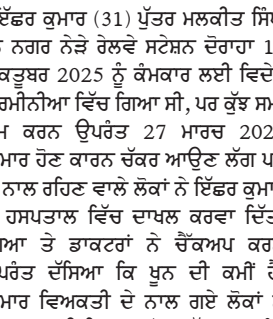 ਇੱਛਰ ਕੁਮਾਰ (31) ਪੁੱਤਰ ਮਲਕੀਤ
ਨਗਰ ਨੇੜੇ ਰੇਲਵੇ ਸਟੇਸ਼ਨ ਦੋਰਾਹਾ
2025 ਨੂੰ ਕੰਮਕਾਰ ਲਈ
ਵਿੱਚ ਗਿਆ ਸੀ, ਪਰ ਕੁੱਝ
ਕਰਨ ਉਪਰੰਤ 27 ਮਾਰਚ
ਹੋਣ ਕਾਰਨ ਚੱਕਰ ਆਉਣ ਲੱਗ
ਨਾਲ ਰਹਿਣ ਵਾਲੇ ਲੋਕਾਂ ਨੇ ਇੱਛਰ
ਹਸਪਤਾਲ ਵਿੱਚ ਦਾਖਲ ਕਰਵਾ
ਤੇ ਡਾਕਟਰਾਂ ਨੇ ਚੈੱਕਅਪ
ਦੱਸਿਆ ਕਿ ਖੂਨ ਦੀ ਕਮੀਂ
ਵਿਅਕਤੀ ਦੇ ਨਾਲ ਗਏ ਲੋਕਾਂ